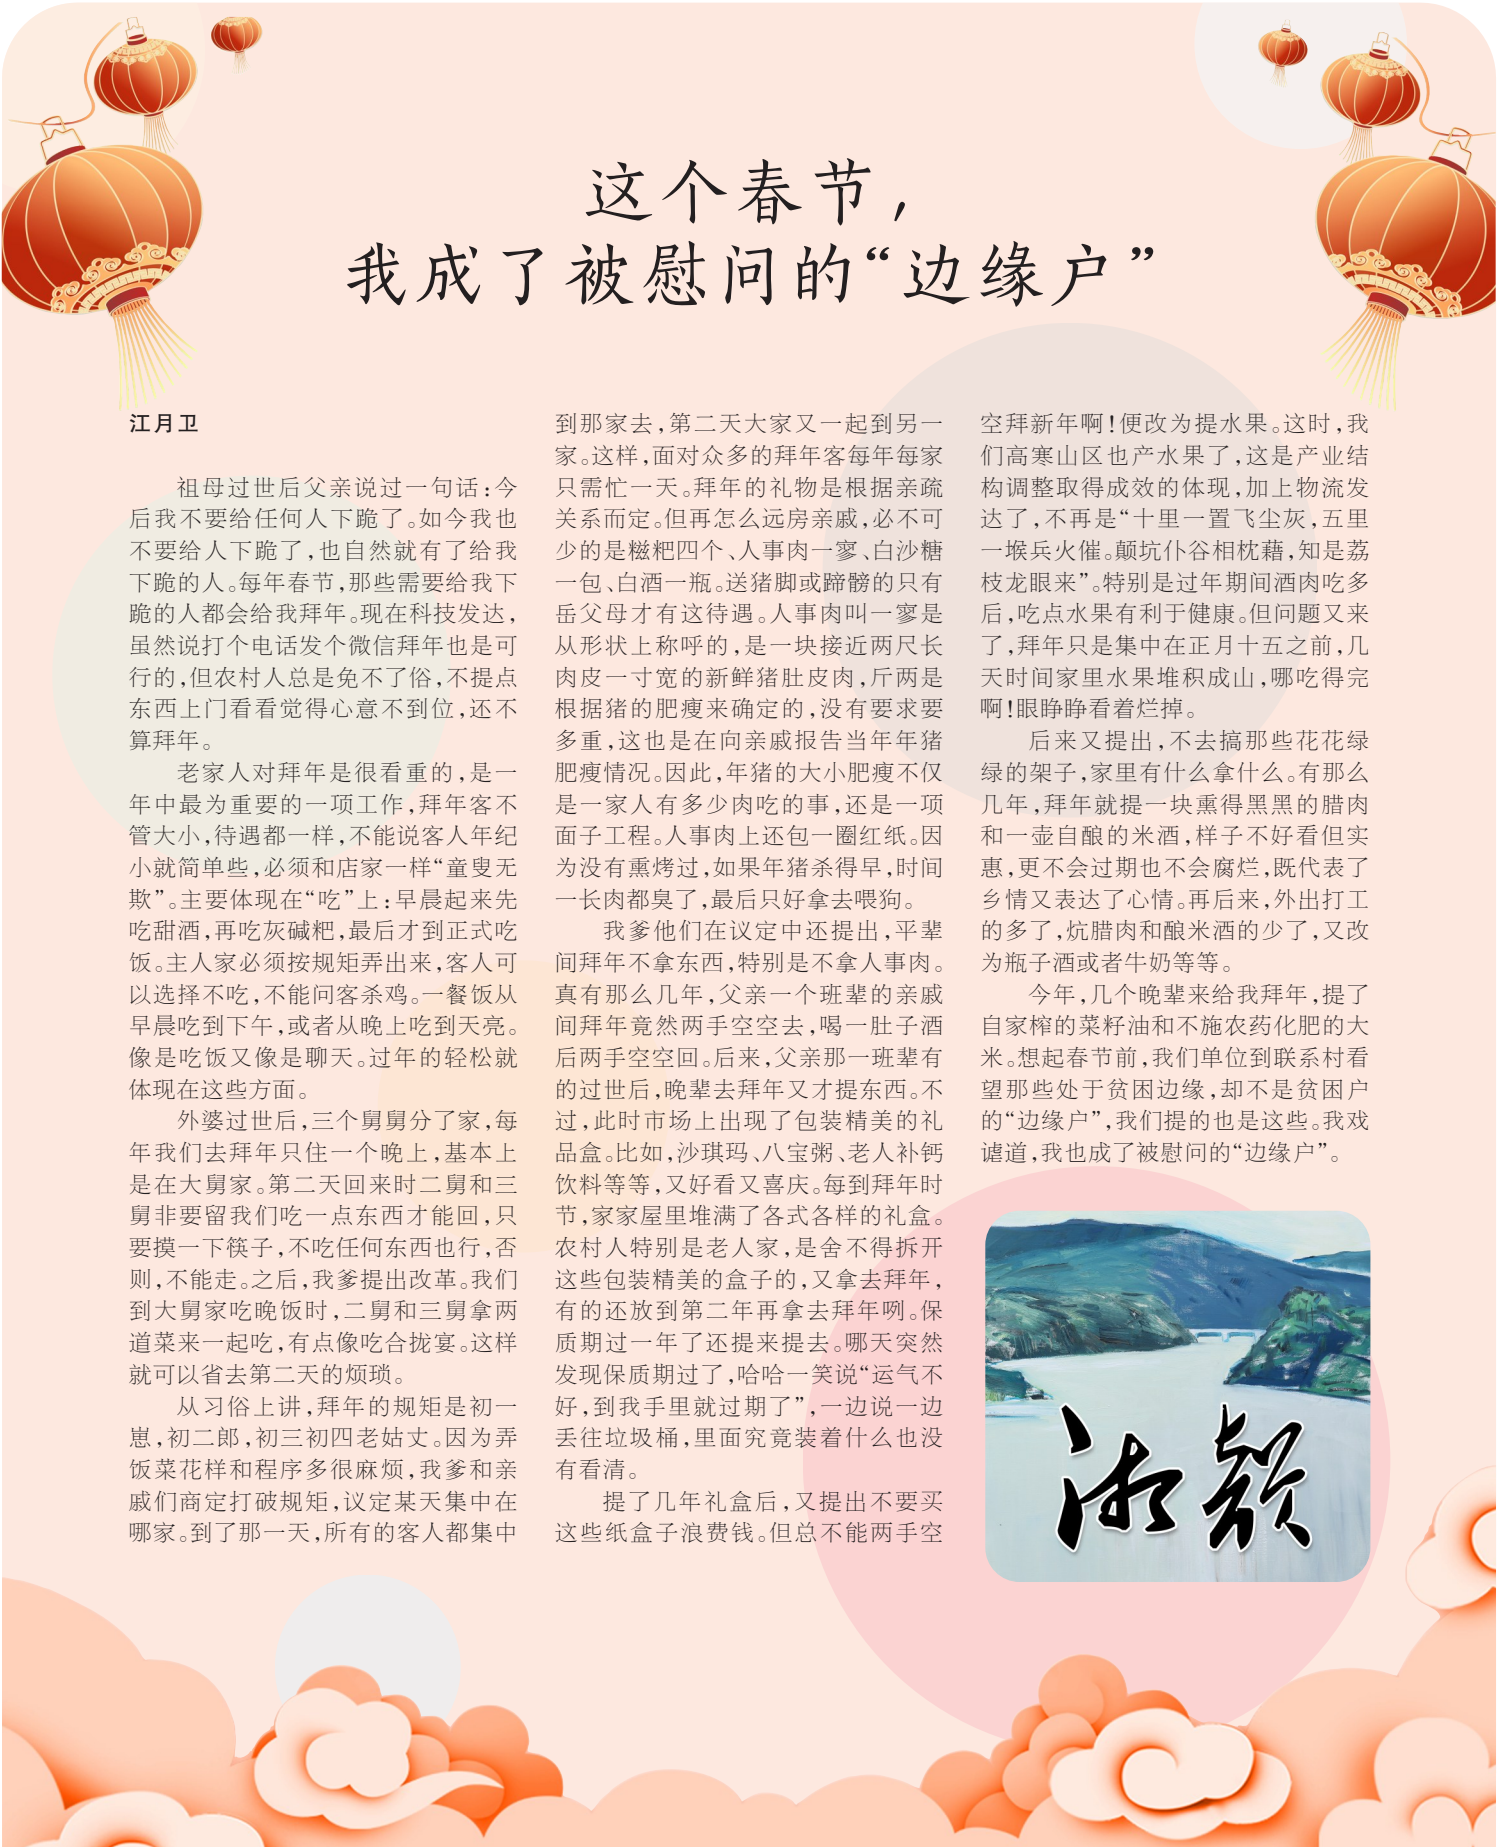 这个春节，
我成了被慰问的“边缘户”
江月卫
祖母过世后父亲说过一句话：今
后我不要给任何人下跪了。如今我也
不要给人下跪了，也自然就有了给我
下跪的人。每年春节，那些需要给我下
跪的人都会给我拜年。现在科技发达，
虽然说打个电话发个微信拜年也是可
行的，但农村人总是免不了俗，不提点
东西上门看看觉得心意不到位，还不
算拜年。
老家人对拜年是很看重的，是一
年中最为重要的一项工作，拜年客不
管大小，待遇都一样，不能说客人年纪
小就简单些，必须和店家一样“童叟无
欺”。主要体现在“吃”上：早晨起来先
吃甜酒，再吃灰碱粑，最后才到正式吃
饭。主人家必须按规矩弄出来，客人可
以选择不吃，不能问客杀鸡。一餐饭从
早晨吃到下午，或者从晚上吃到天亮。
像是吃饭又像是聊天。过年的轻松就
体现在这些方面。
外婆过世后，三个舅舅分了家，每
年我们去拜年只住一个晚上，基本上
是在大舅家。第二天回来时二舅和三
舅非要留我们吃一点东西才能回，只
要摸一下筷子，不吃任何东西也行，否
则，不能走。之后，我爹提出改革。我们
到大舅家吃晚饭时，二舅和三舅拿两
道菜来一起吃，有点像吃合拢宴。这样
就可以省去第二天的烦琐。
从习俗上讲，拜年的规矩是初一
崽，初二郎，初三初四老姑丈。因为弄
饭菜花样和程序多很麻烦，我爹和亲
戚们商定打破规矩，议定某天集中在
哪家。到了那一天，所有的客人都集中
到那家去，第二天大家又一起到另一
家。这样，面对众多的拜年客每年每家
只需忙一天。拜年的礼物是根据亲疏
关系而定。但再怎么远房亲戚，必不可
少的是糍粑四个、人事肉一寥、白沙糖
一包、白酒一瓶。送猪脚或蹄髈的只有
岳父母才有这待遇。人事肉叫一寥是
从形状上称呼的，是一块接近两尺长
肉皮一寸宽的新鲜猪肚皮肉，斤两是
根据猪的肥瘦来确定的，没有要求要
多重，这也是在向亲戚报告当年年猪
肥瘦情况。因此，年猪的大小肥瘦不仅
是一家人有多少肉吃的事，还是一项
面子工程。人事肉上还包一圈红纸。因
为没有熏烤过，如果年猪杀得早，时间
一长肉都臭了，最后只好拿去喂狗。
我爹他们在议定中还提出，平辈
间拜年不拿东西，特别是不拿人事肉。
真有那么几年，父亲一个班辈的亲戚
间拜年竟然两手空空去，喝一肚子酒
后两手空空回。后来，父亲那一班辈有
的过世后，晚辈去拜年又才提东西。不
过，此时市场上出现了包装精美的礼
品盒。比如，沙琪玛、八宝粥、老人补钙
饮料等等，又好看又喜庆。每到拜年时
节，家家屋里堆满了各式各样的礼盒。
农村人特别是老人家，是舍不得拆开
这些包装精美的盒子的，又拿去拜年，
有的还放到第二年再拿去拜年咧。保
质期过一年了还提来提去。哪天突然
发现保质期过了，哈哈一笑说“运气不
好，到我手里就过期了”，一边说一边
丢往垃圾桶，里面究竟装着什么也没
有看清。
提了几年礼盒后，又提出不要买
这些纸盒子浪费钱。但总不能两手空
空拜新年啊！便改为提水果。这时，我
们高寒山区也产水果了，这是产业结
构调整取得成效的体现，加上物流发
达了，不再是“十里一置飞尘灰，五里
一堠兵火催。颠坑仆谷相枕藉，知是荔
枝龙眼来”。特别是过年期间酒肉吃多
后，吃点水果有利于健康。但问题又来
了，拜年只是集中在正月十五之前，几
天时间家里水果堆积成山，哪吃得完
啊！眼睁睁看着烂掉。
后来又提出，不去搞那些花花绿
绿的架子，家里有什么拿什么。有那么
几年，拜年就提一块熏得黑黑的腊肉
和一壶自酿的米酒，样子不好看但实
惠，更不会过期也不会腐烂，既代表了
乡情又表达了心情。再后来，外出打工
的多了，炕腊肉和酿米酒的少了，又改
为瓶子酒或者牛奶等等。
今年，几个晚辈来给我拜年，提了
自家榨的菜籽油和不施农药化肥的大
米。想起春节前，我们单位到联系村看
望那些处于贫困边缘，却不是贫困户
的“边缘户”，我们提的也是这些。我戏
谑道，我也成了被慰问的“边缘户”。